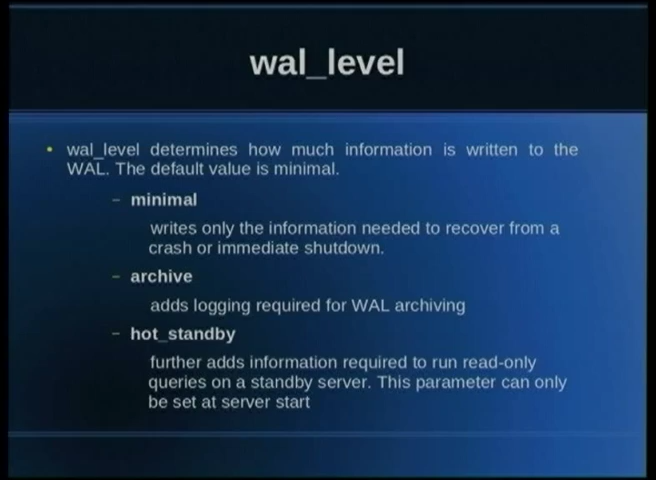 wal_level
• wal_level determines how much information is written to the
WAL. The default value is minimal.
– minimal
writes only the information needed to recover from a
crash or immediate shutdown.
– archive
adds logging required for WAL archiving
– hot_standby
further adds information required to run read-only
queries on a standby server. This parameter can only
be set at server start